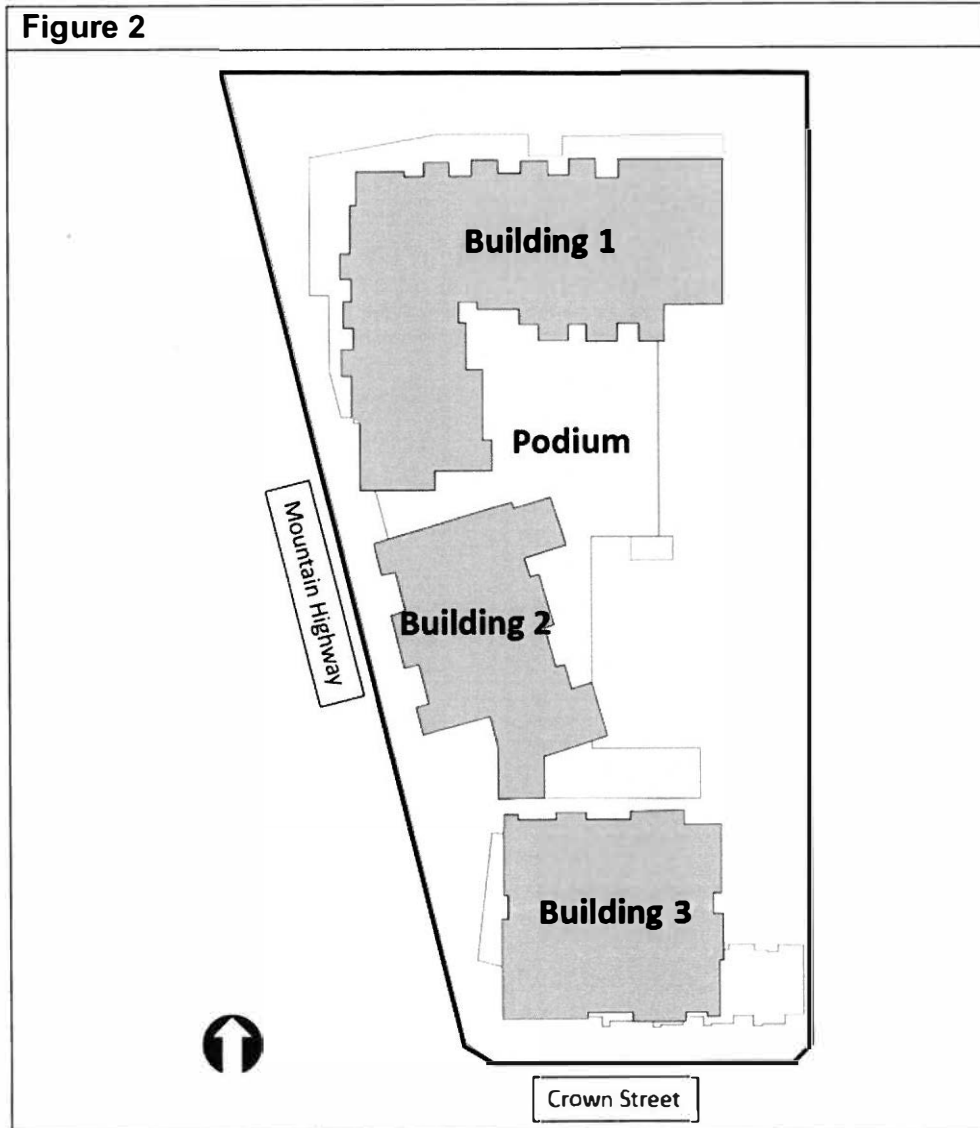 Figure 2
Building 1
Podium
Mountain Highway
Building 2
Building 3
Crown Street